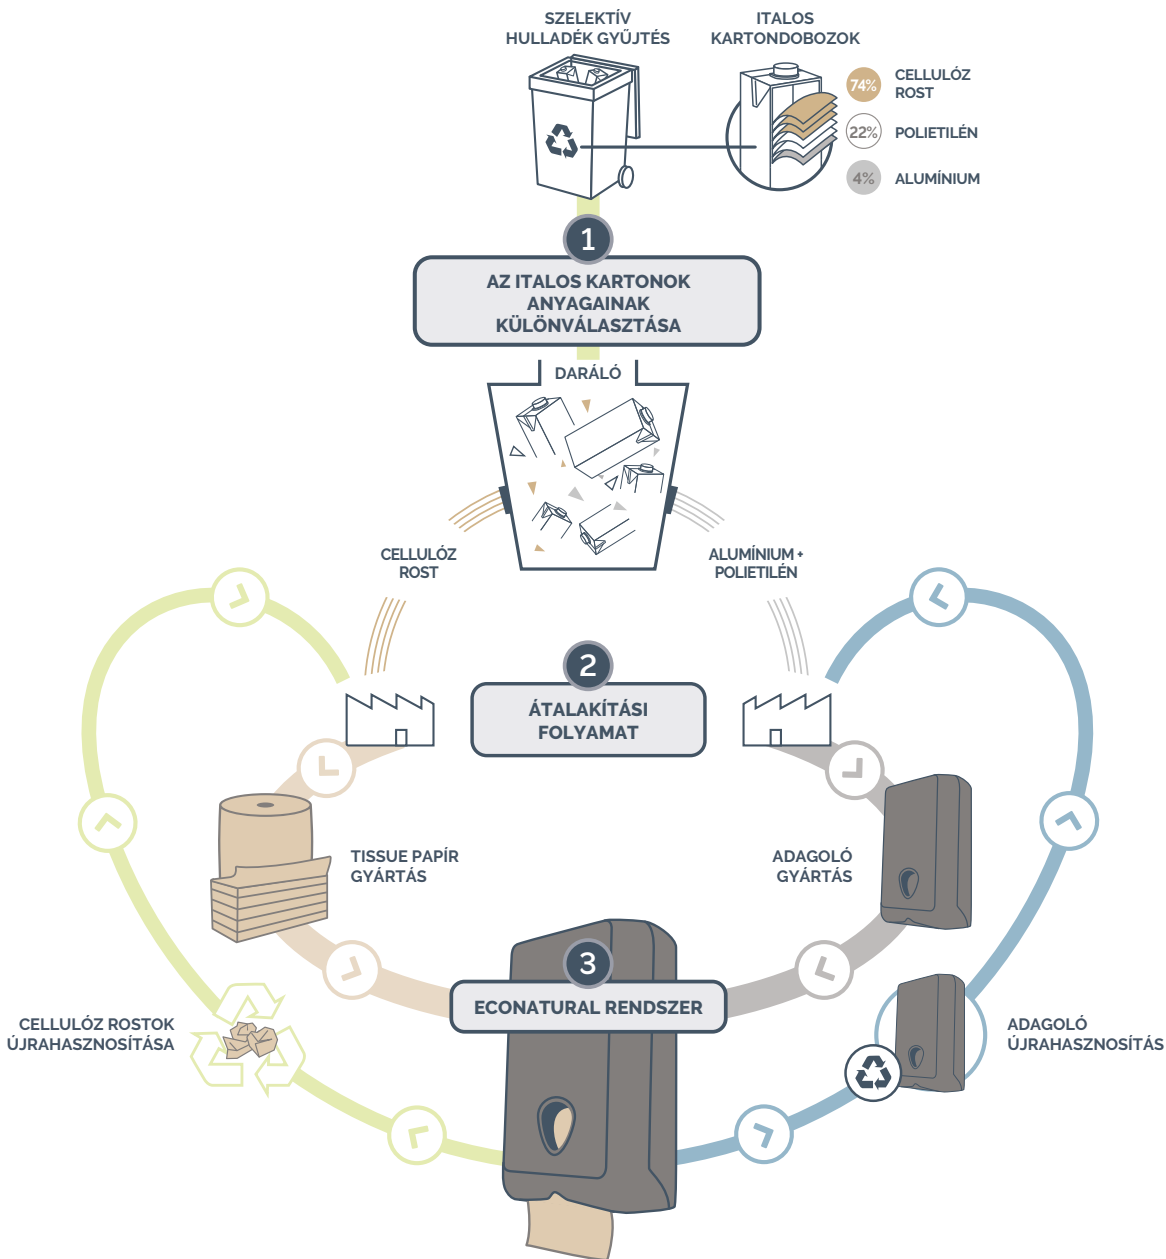 SZELEKTÍV
HULLADÉK GYŰJTÉS
ITALOS
KARTONDOBOZOK
74%
CELLULÓZ
ROST
22%
POLIETILÉN
4%
ALUMÍNIUM
1
AZ ITALOS KARTONOK
ANYAGAINAK
KÜLÖNVÁLASZTÁSA
DARÁLÓ
CELLULÓZ
ROST
ALUMÍNIUM +
POLIETILÉN
2
ÁTALAKÍTÁSI
FOLYAMAT
TISSUE PAPÍR
GYÁRTÁS
ADAGOLÓ
GYÁRTÁS
3
ECONATURAL RENDSZER
CELLULÓZ ROSTOK
ÚJRAHASZNOSÍTÁSA
ADAGOLÓ
ÚJRAHASZNOSÍTÁS